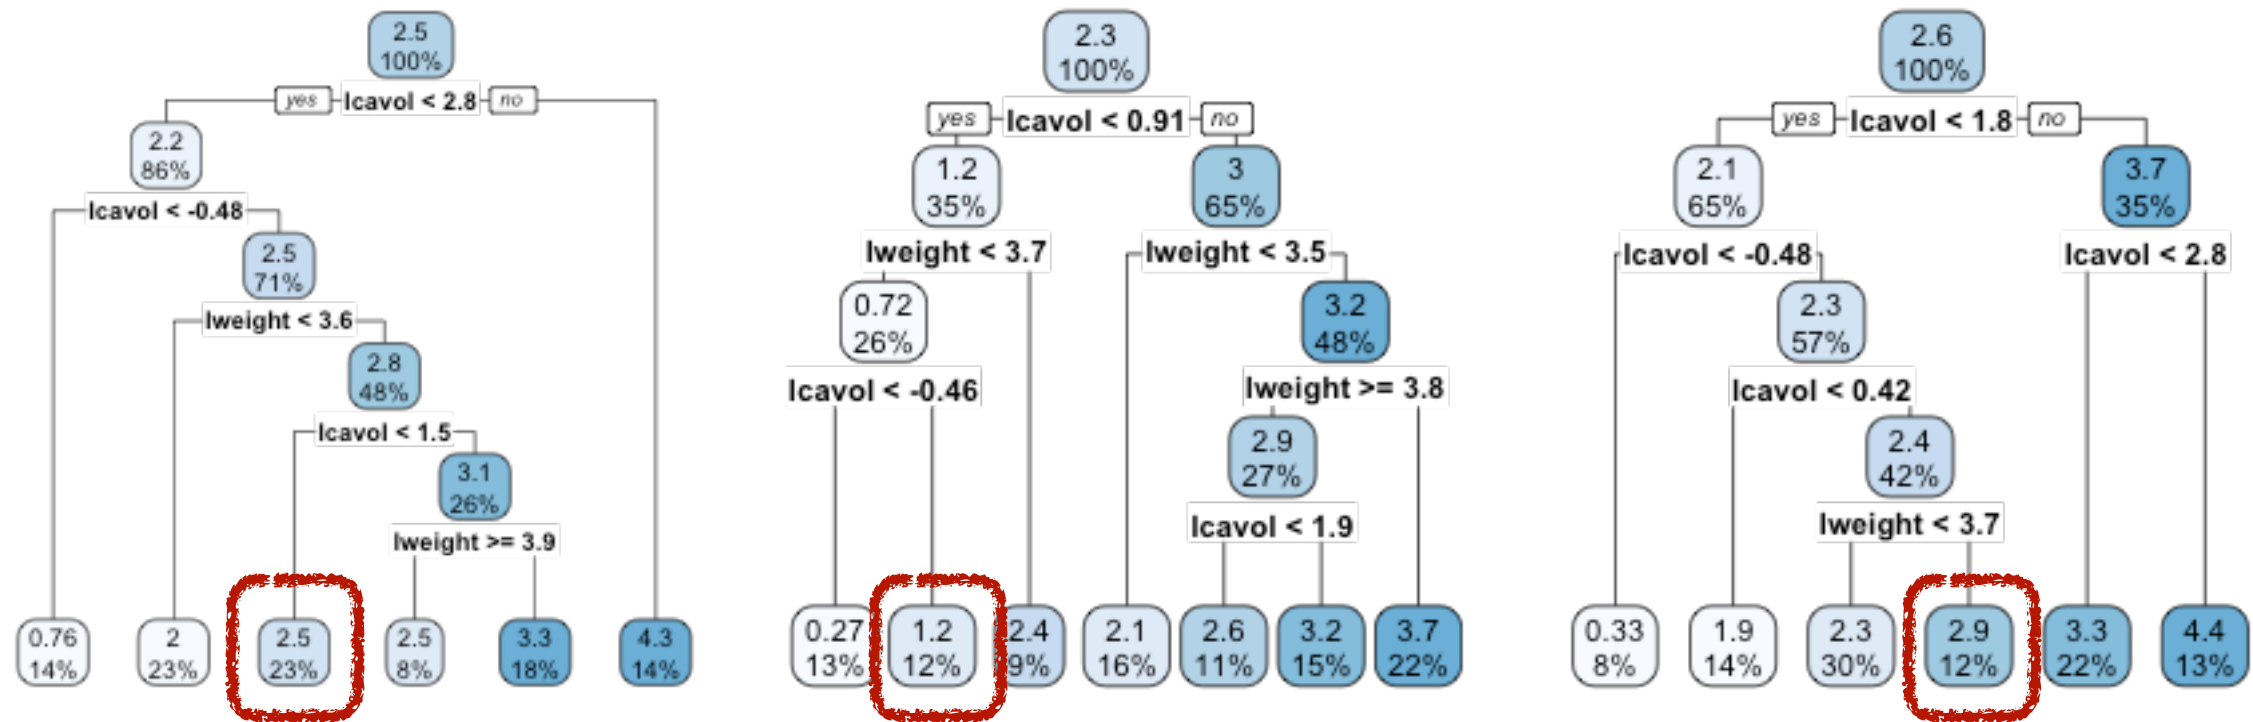 2.5
100%
yes lcavol < 2.8 no
2.2
86%
lcavol < -0.48
2.5
71%
lweight < 3.6
2.8
48%
lcavol < 1.5
3.1
26%
lweight >= 3.9
0.76 2 2.5 2.5 3.3 4.3
14% 23% 23% 8% 18% 14%
2.3
100%
yes lcavol < 0.91 no
1.2 3
35% 65%
lweight < 3.7 lweight < 3.5
0.72 3.2
26% 48%
lcavol < -0.46 lweight >= 3.8
2.9
27%
lcavol < 1.9
0.27 1.2 2.4 2.1 2.6 3.2 3.7
13% 12% 9% 16% 11% 15% 22%
2.6
100%
yes lcavol < 1.8 no
2.1 3.7
65% 35%
lcavol < -0.48 lcavol < 2.8
2.3
57%
lcavol < 0.42
2.4
42%
lweight < 3.7
0.33 1.9 2.3 2.9 3.3 4.4
8% 14% 30% 12% 22% 13%